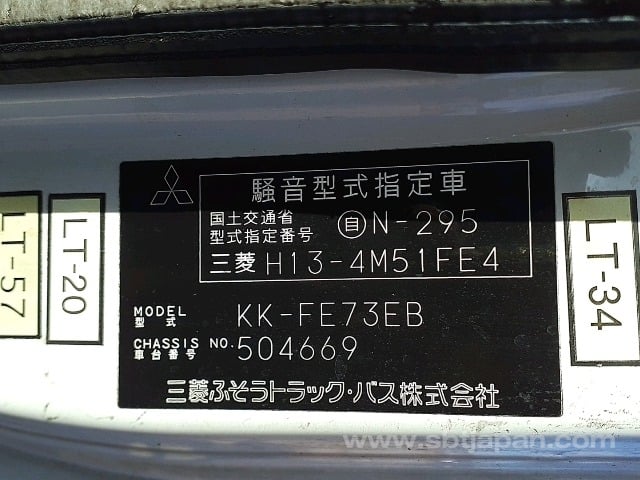 騒音型式指定車
国土交通省
型式指定番号
自 N-295
三菱 H13-4M51FE4
MODEL
型式
KK-FE73EB
CHASSIS NO.
車台番号
504669
三菱ふそうトラック・バス株式会社
LT-57
LT-20
LT-34
www.sbtjapan.com